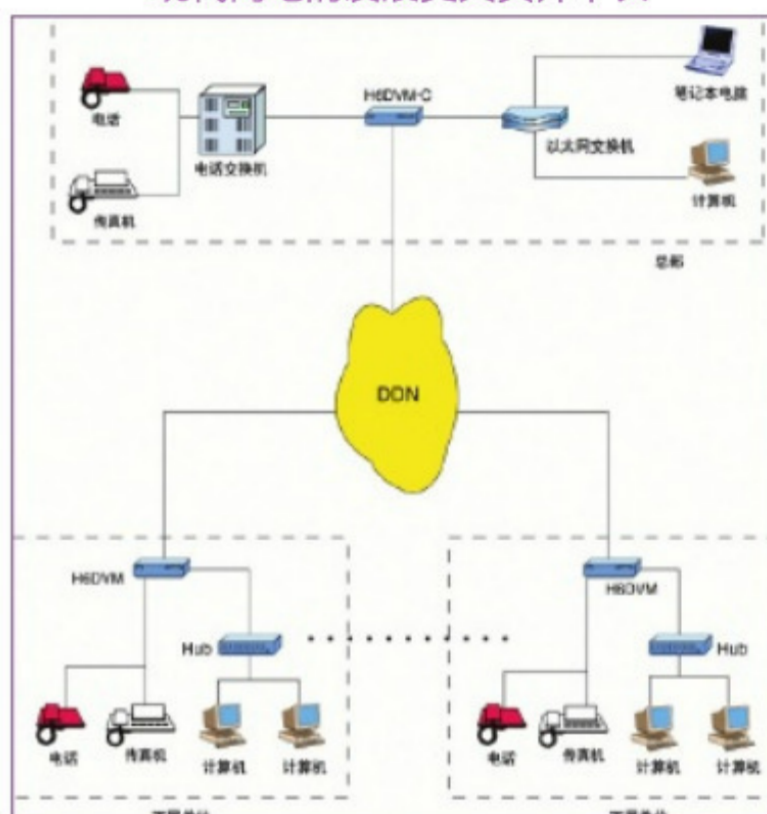 电话
传真机
电话交换机
H6DVM-C
以太网交换机
笔记本电脑
计算机
总部
DDN
H6DVM
Hub
电话
传真机
计算机
计算机
H6DVM
Hub
电话
传真机
计算机
计算机